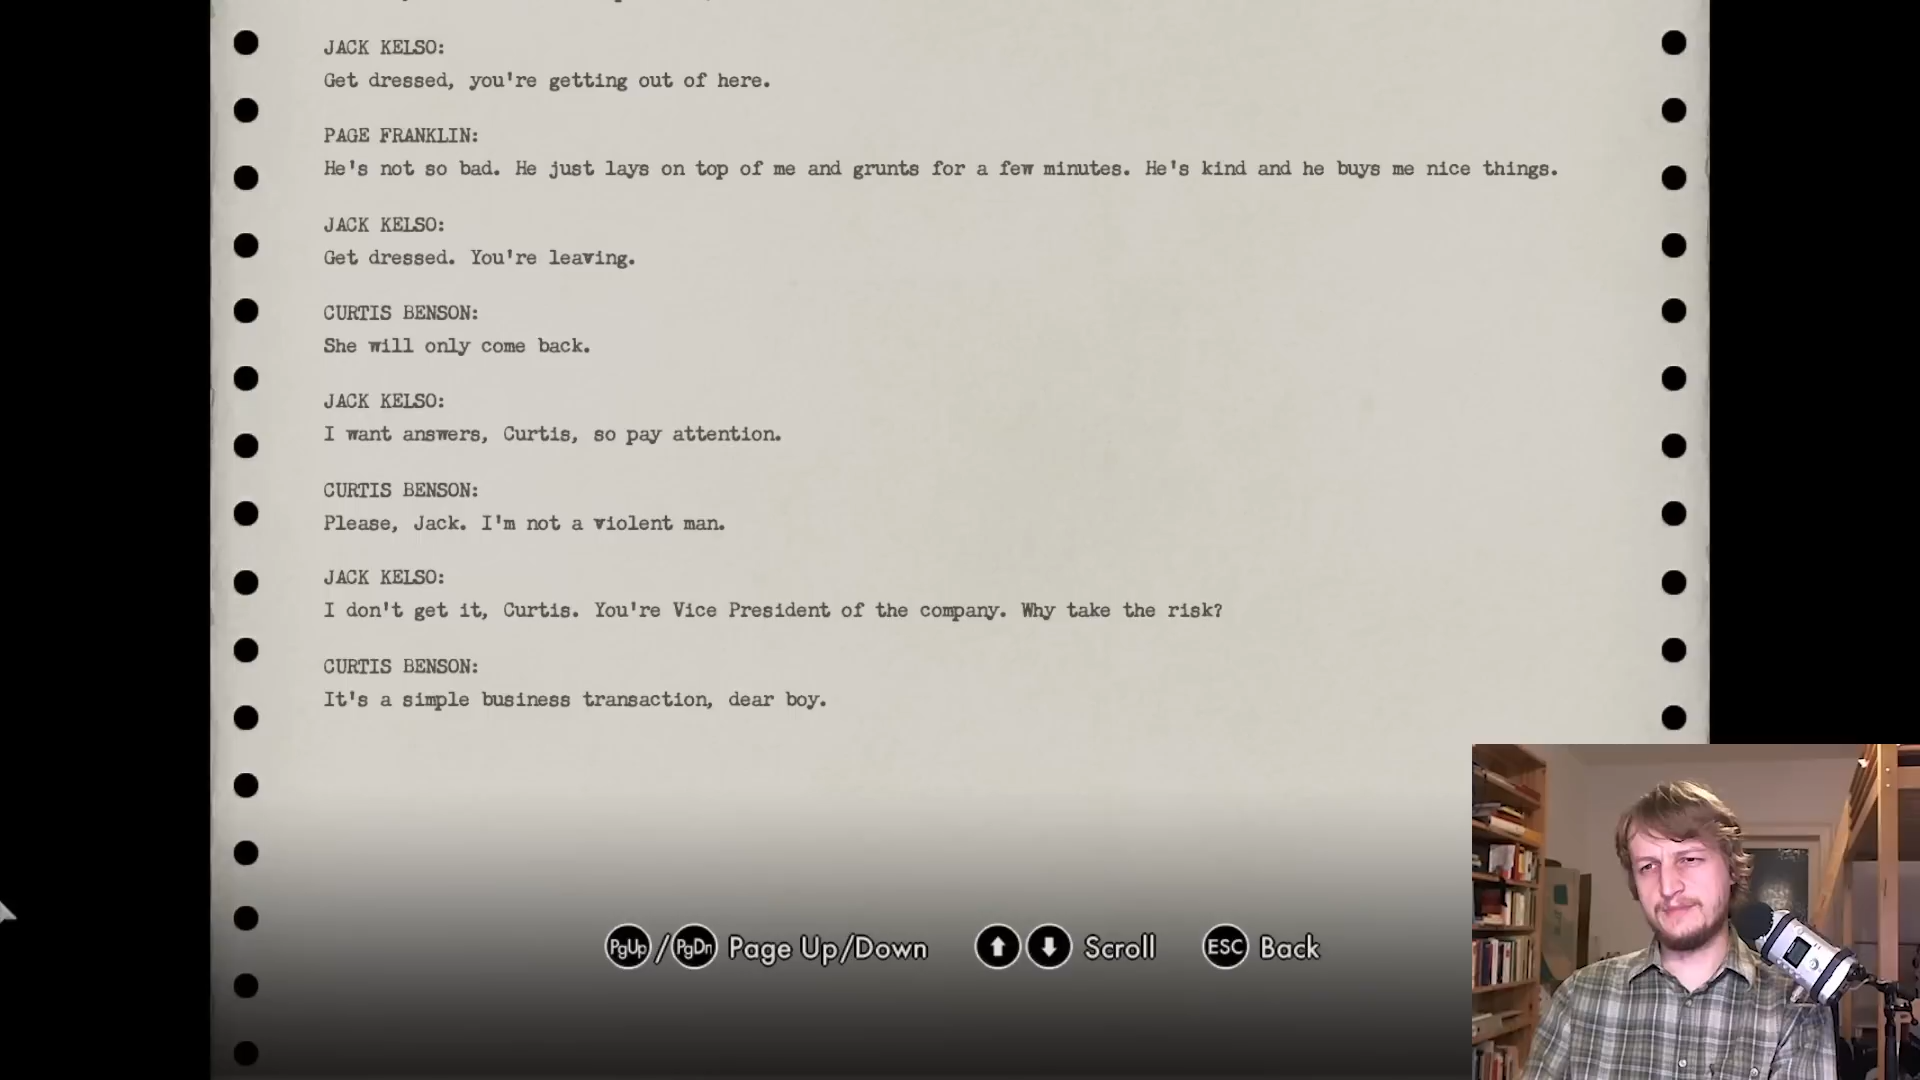 JACK KELSO:
Get dressed, you're getting out of here.
PAGE FRANKLIN:
He's not so bad. He just lays on top of me and grunts for a few minutes. He's kind and he buys me nice things.
JACK KELSO:
Get dressed. You're leaving.
CURTIS BENSON:
She will only come back.
JACK KELSO:
I want answers, Curtis, so pay attention.
CURTIS BENSON:
Please, Jack. I'm not a violent man.
JACK KELSO:
I don't get it, Curtis. You're Vice President of the company. Why take the risk?
CURTIS BENSON:
It's a simple business transaction, dear boy.
PgUp/PgDn Page Up/Down Scroll ESC Back